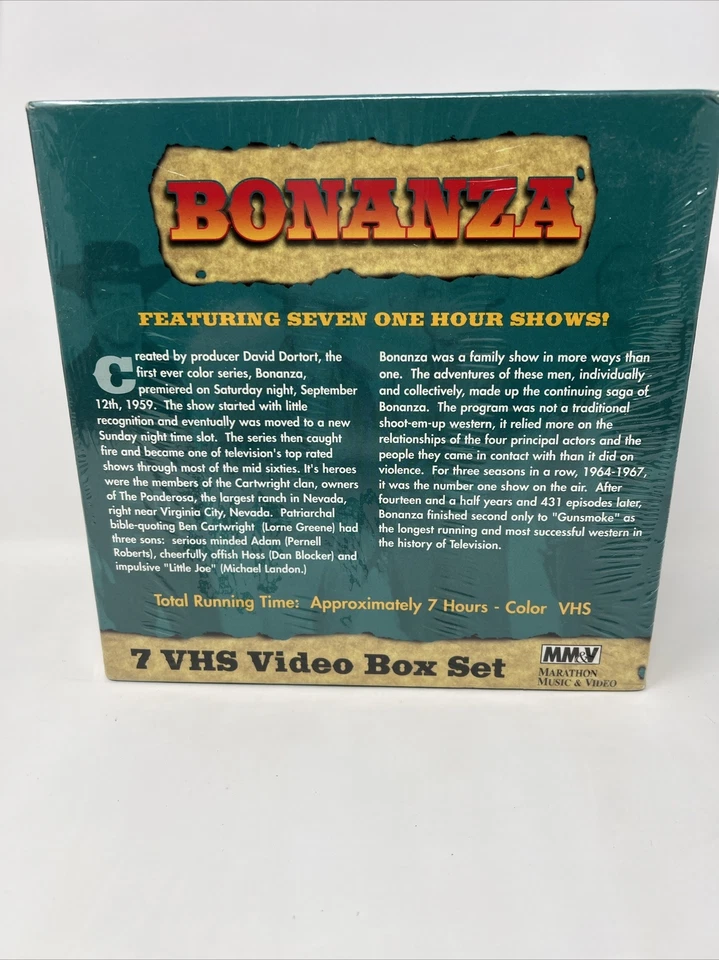 BONANZA
FEATURING SEVEN ONE HOUR SHOWS!
Created by producer David Dortort, the
first ever color series, Bonanza,
premiered on Saturday night, September
12th, 1959. The show started with little
recognition and eventually was moved to a new
Sunday night time slot. The series then caught
fire and became one of television's top rated
shows through most of the mid sixties. It's heroes
were the members of the Cartwright clan, owners
of The Ponderosa, the largest ranch in Nevada,
right near Virginia City, Nevada. Patriarchal
bible-quoting Ben Cartwright (Lorne Greene) had
three sons: serious minded Adam (Pernell
Roberts), cheerfully offish Hoss (Dan Blocker) and
impulsive "Little Joe" (Michael Landon.)
Bonanza was a family show in more ways than
one. The adventures of these men, individually
and collectively, made up the continuing saga of
Bonanza. The program was not a traditional
shoot-em-up western, it relied more on the
relationships of the four principal actors and the
people they came in contact with than it did on
violence. For three seasons in a row, 1964-1967,
it was the number one show on the air. After
fourteen and a half years and 431 episodes later,
Bonanza finished second only to "Gunsmoke" as
the longest running and most successful western in
the history of Television.
Total Running Time: Approximately 7 Hours - Color VHS
7 VHS Video Box Set
MM&V
MARATHON
MUSIC & VIDEO